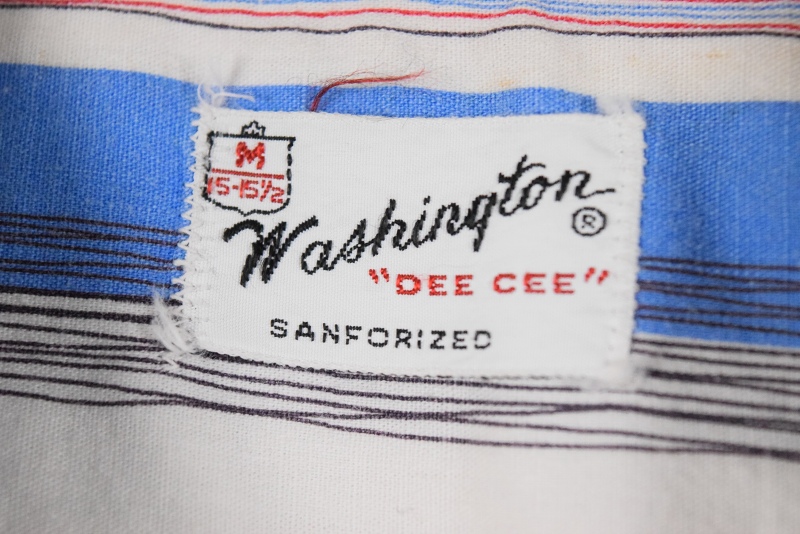 M
15-15½
Washington ®
"DEE CEE"
SANFORIZED